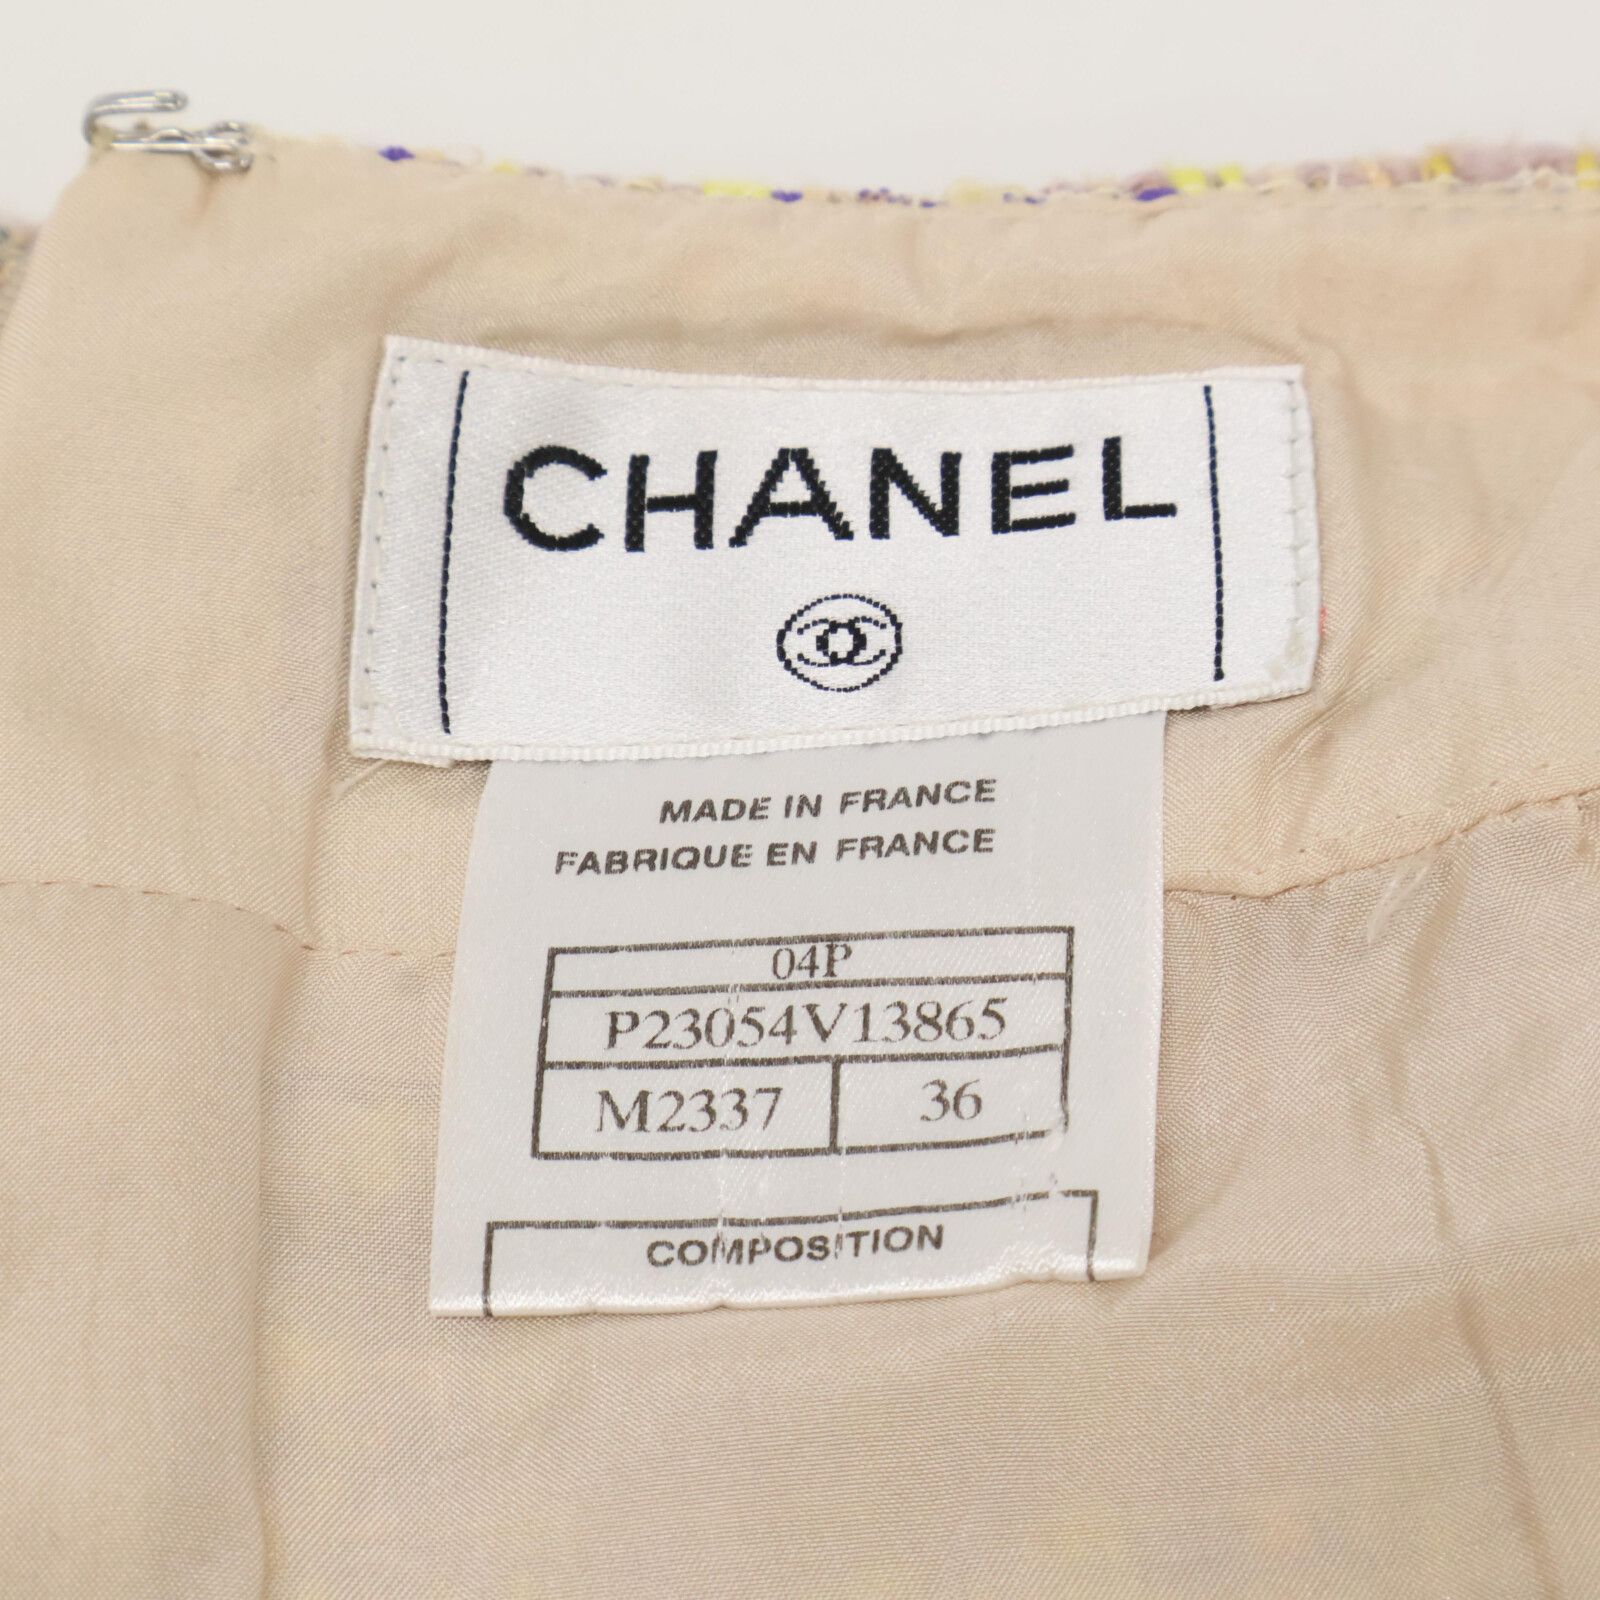 CHANEL
MADE IN FRANCE
FABRIQUE EN FRANCE
04P
P23054V13865
M2337 36
COMPOSITION